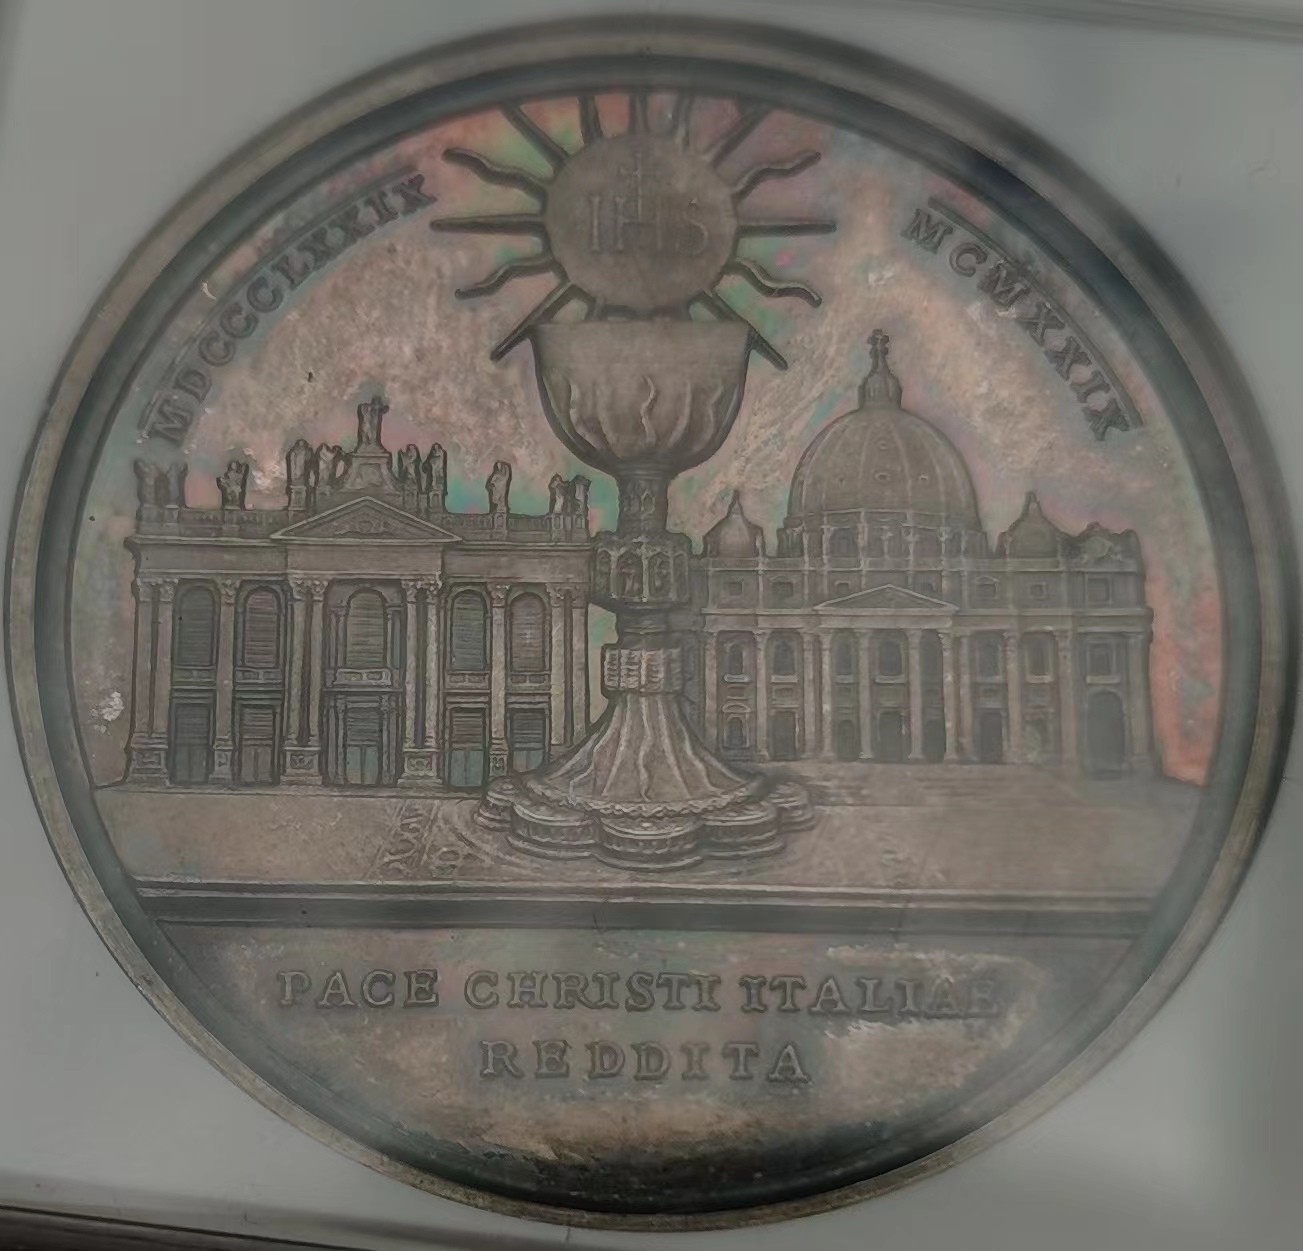 MDCCCLXXIX
IHS
MCMXXIX
PACE CHRISTI ITALIAE
REDDITA